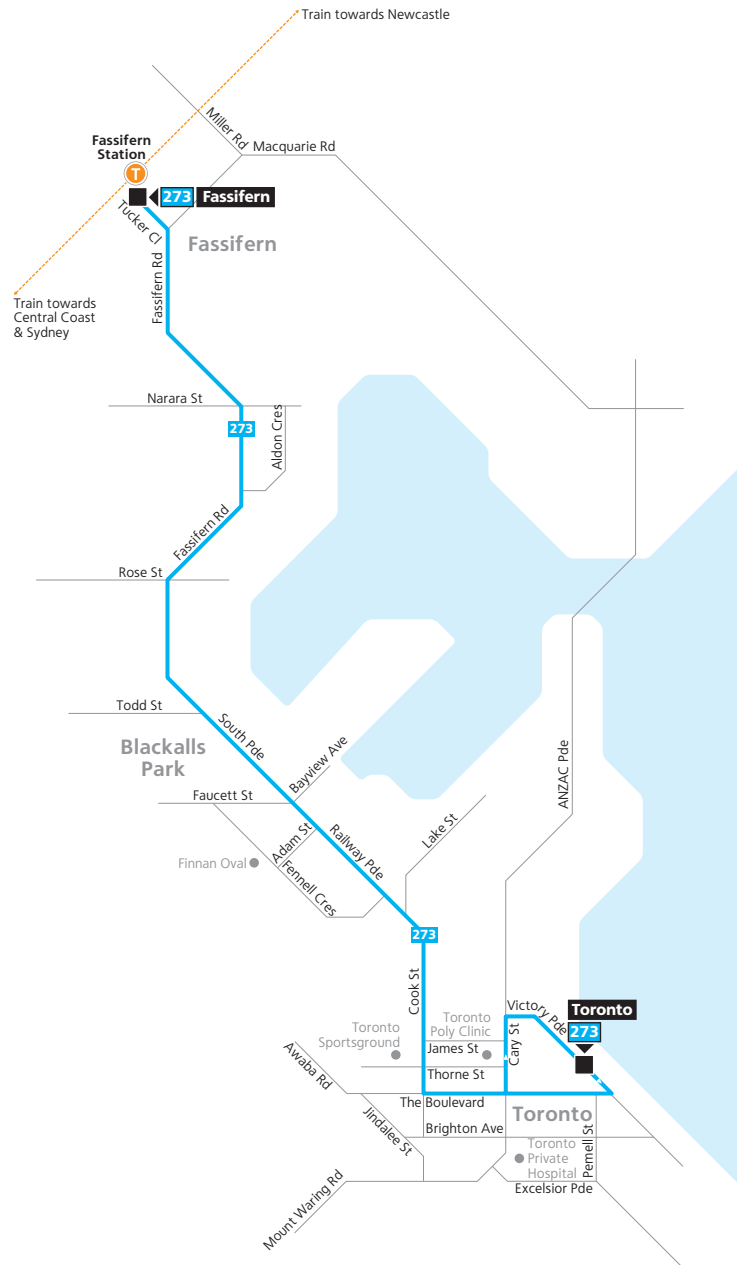 Train towards Newcastle
Miller Rd
Macquarie Rd
Fassifern
Station
T
273 Fassifern
Tucker Cl
Fassifern
Fassifern Rd
Train towards
Central Coast
& Sydney
Narara St
273
Aldon Cres
Fassifern Rd
Rose St
Todd St
South Pde
Blackalls
Park
Bayview Ave
ANZAC Pde
Faucett St
Adam St
Railway Pde
Lake St
Finnan Oval
Fennell Cres
273
Cook St
Victory Pde
Toronto
273
Toronto
Poly Clinic
Toronto
Sportsground
James St
Cary St
Thorne St
Awaba Rd
The Boulevard
Toronto
Jindalee St
Brighton Ave
Pemell St
Toronto
Private
Hospital
Excelsior Pde
Mount Waring Rd